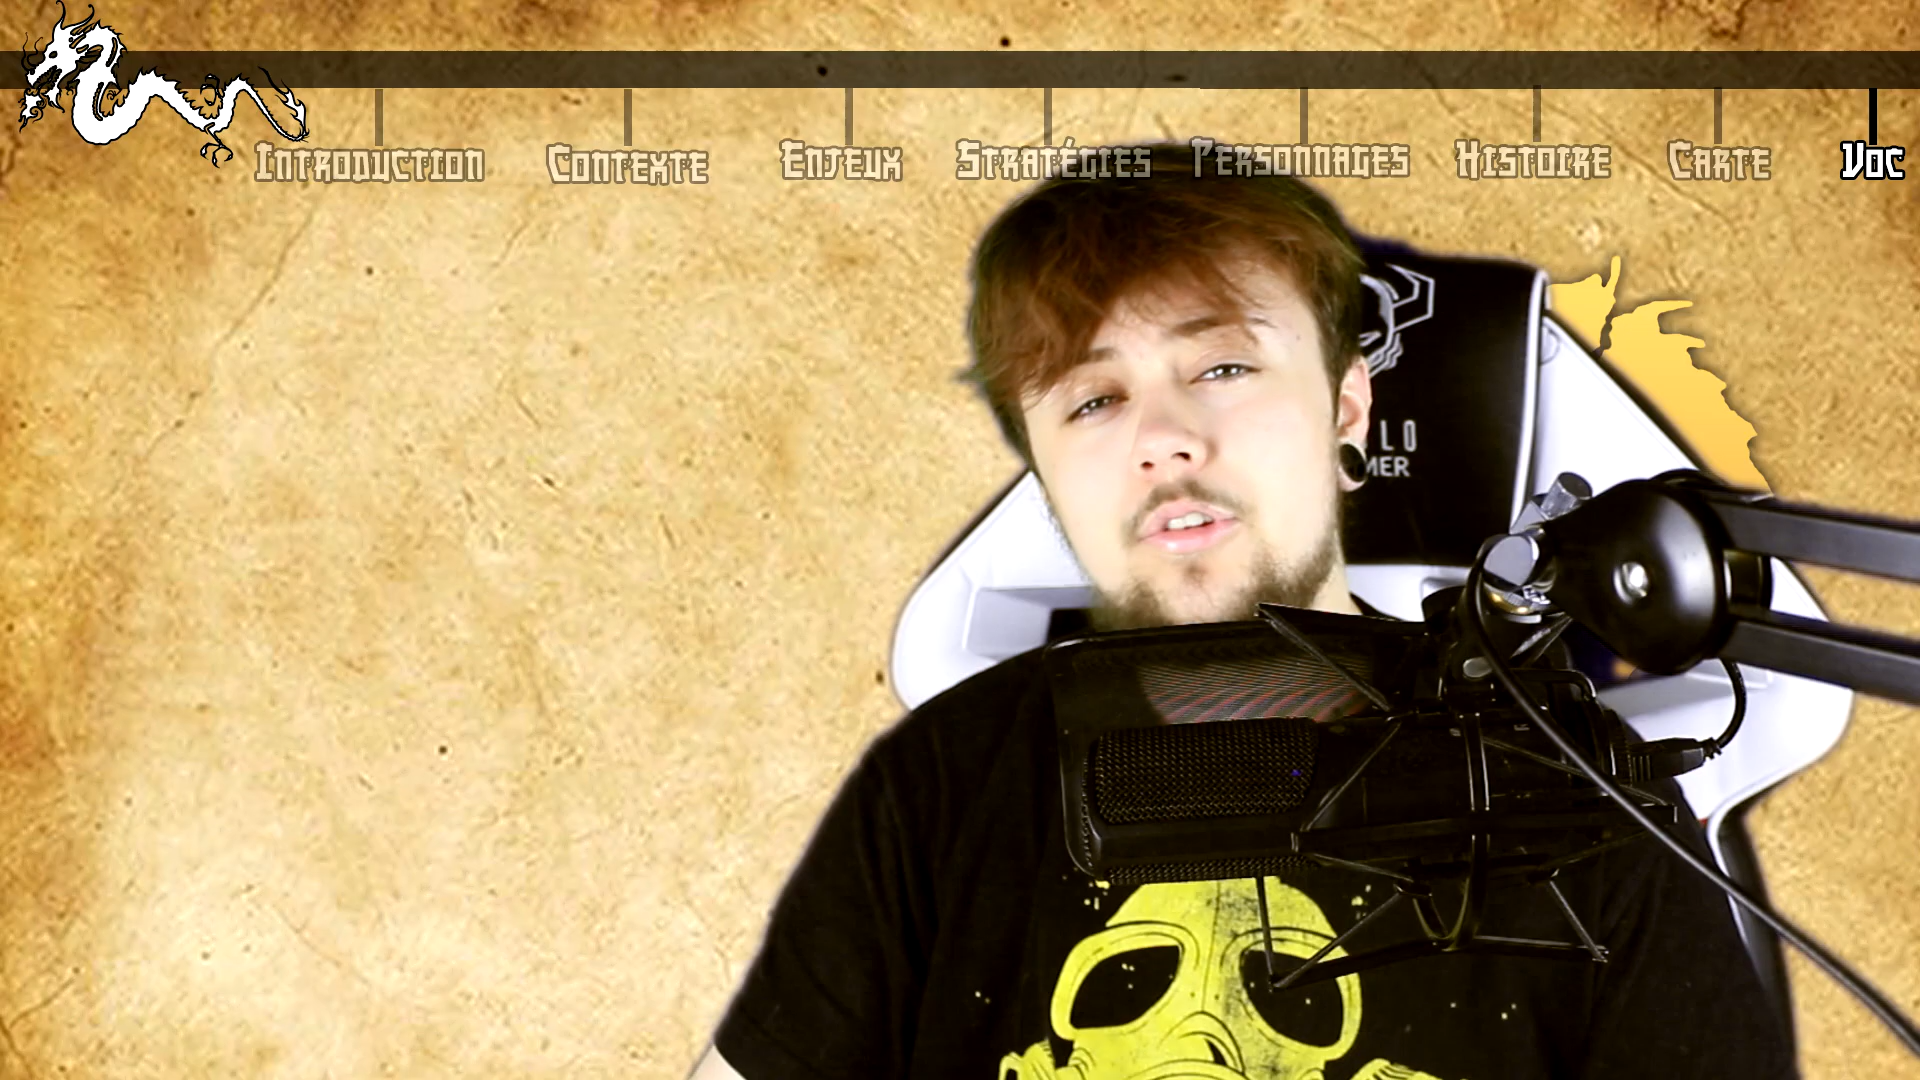 Introduction
Contexte
Enjeux
Stratégies
Personnages
Histoire
Carte
Voc